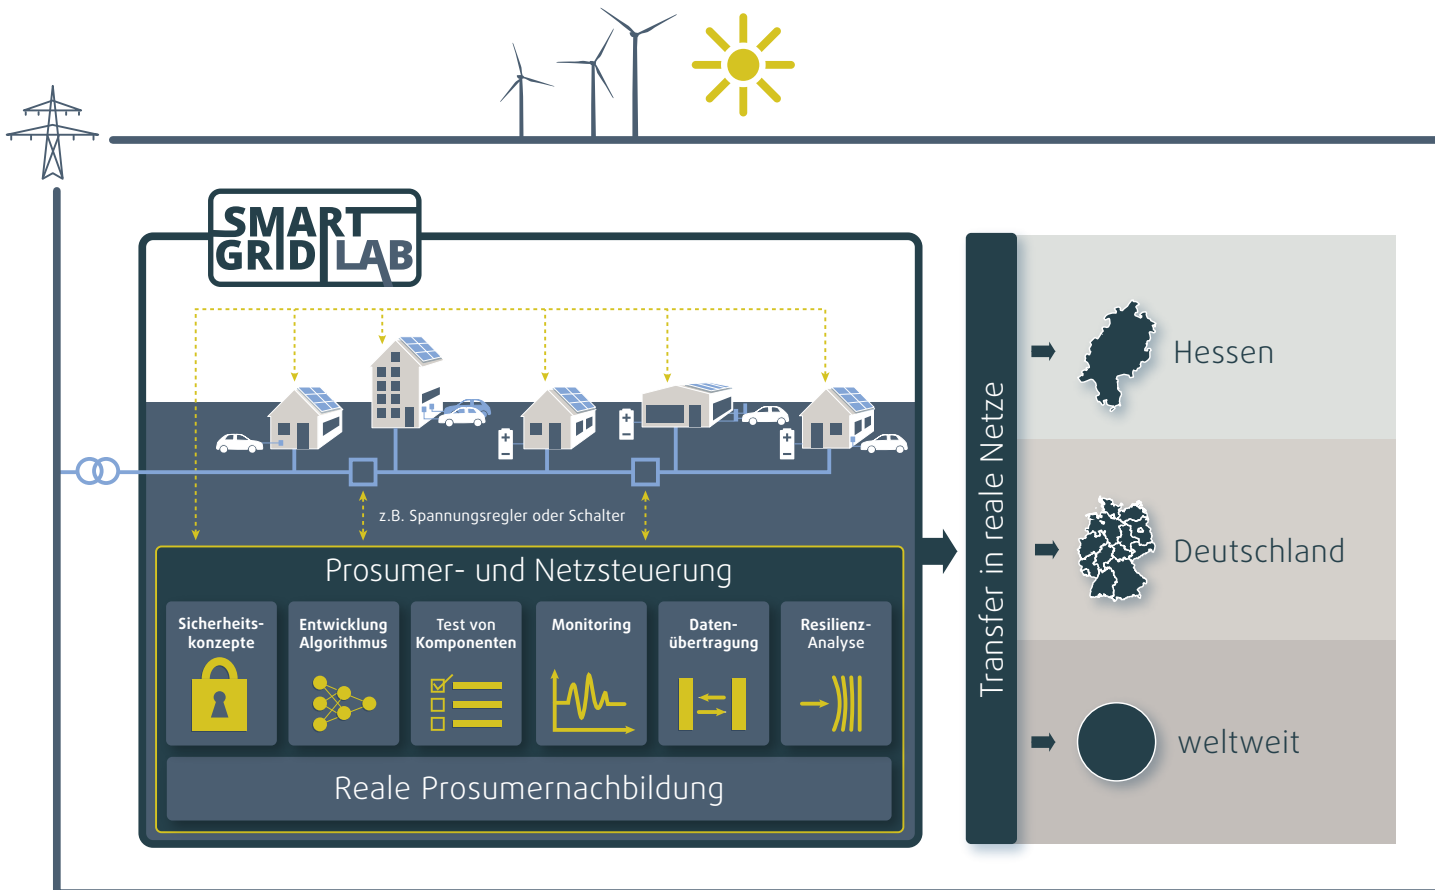 SMART
GRID LAB
z.B. Spannungsregler oder Schalter
Prosumer- und Netzsteuerung
Sicherheits-
konzepte
Entwicklung
Algorithmus
Test von
Komponenten
Monitoring
Daten-
übertragung
Resilienz-
Analyse
Reale Prosumernachbildung
Transfer in reale Netze
Hessen
Deutschland
weltweit